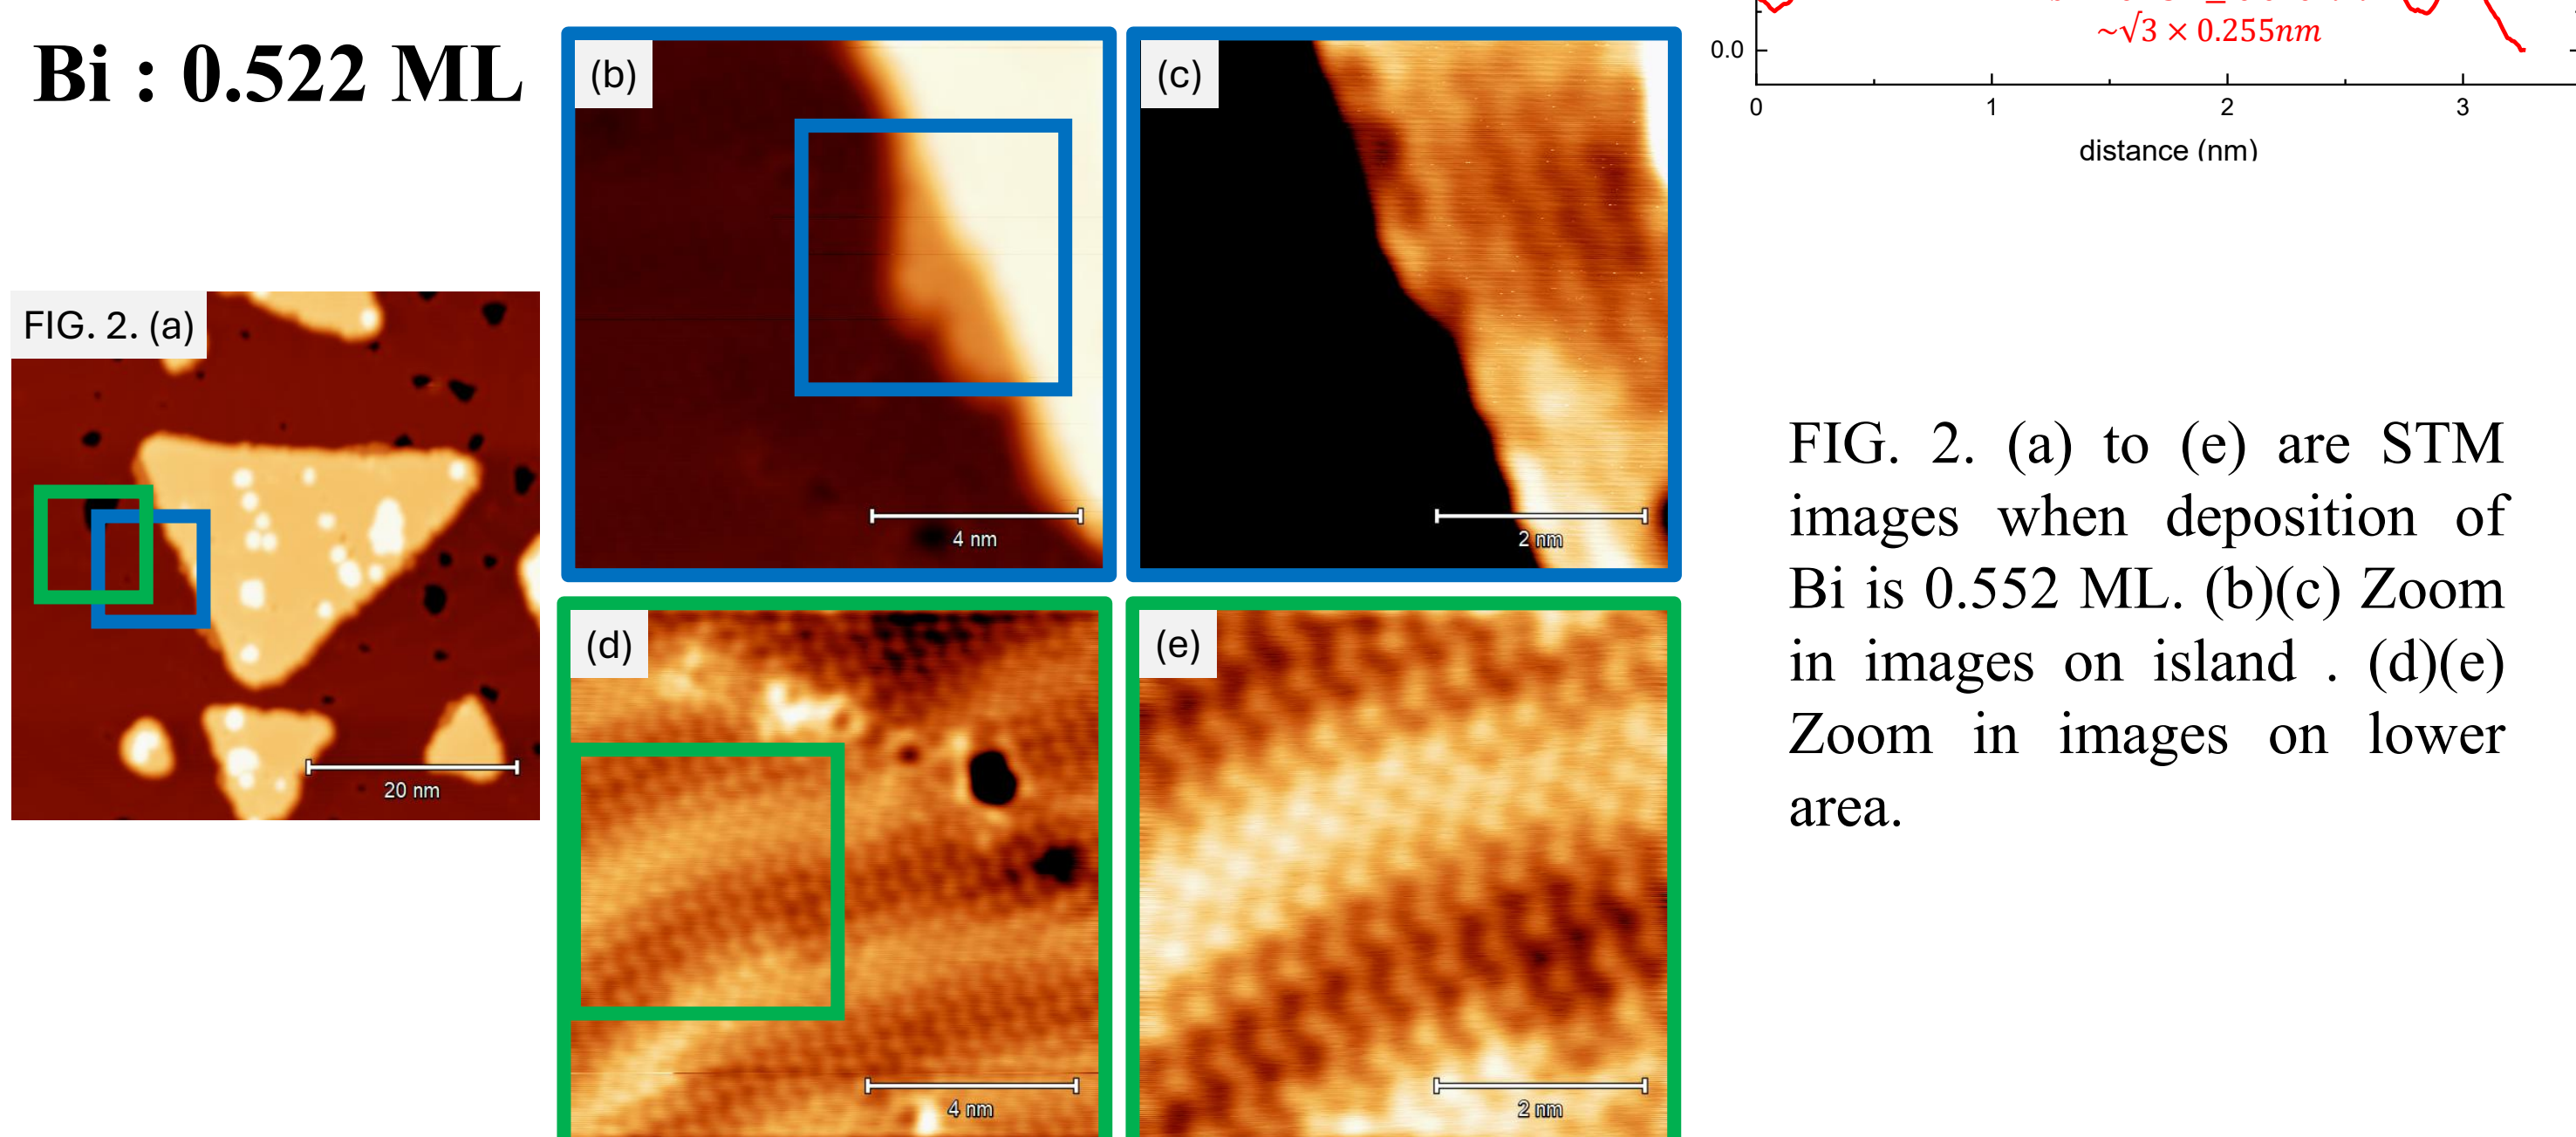 Bi : 0.522 ML
FIG. 2. (a)
20 nm
(b)
4 nm
(c)
2 nm
(d)
4 nm
(e)
2 nm
~√3 × 0.255nm
0.0
0 1 2 3
distance (nm)
FIG. 2. (a) to (e) are STM
images when deposition of
Bi is 0.552 ML. (b)(c) Zoom
in images on island . (d)(e)
Zoom in images on lower
area.